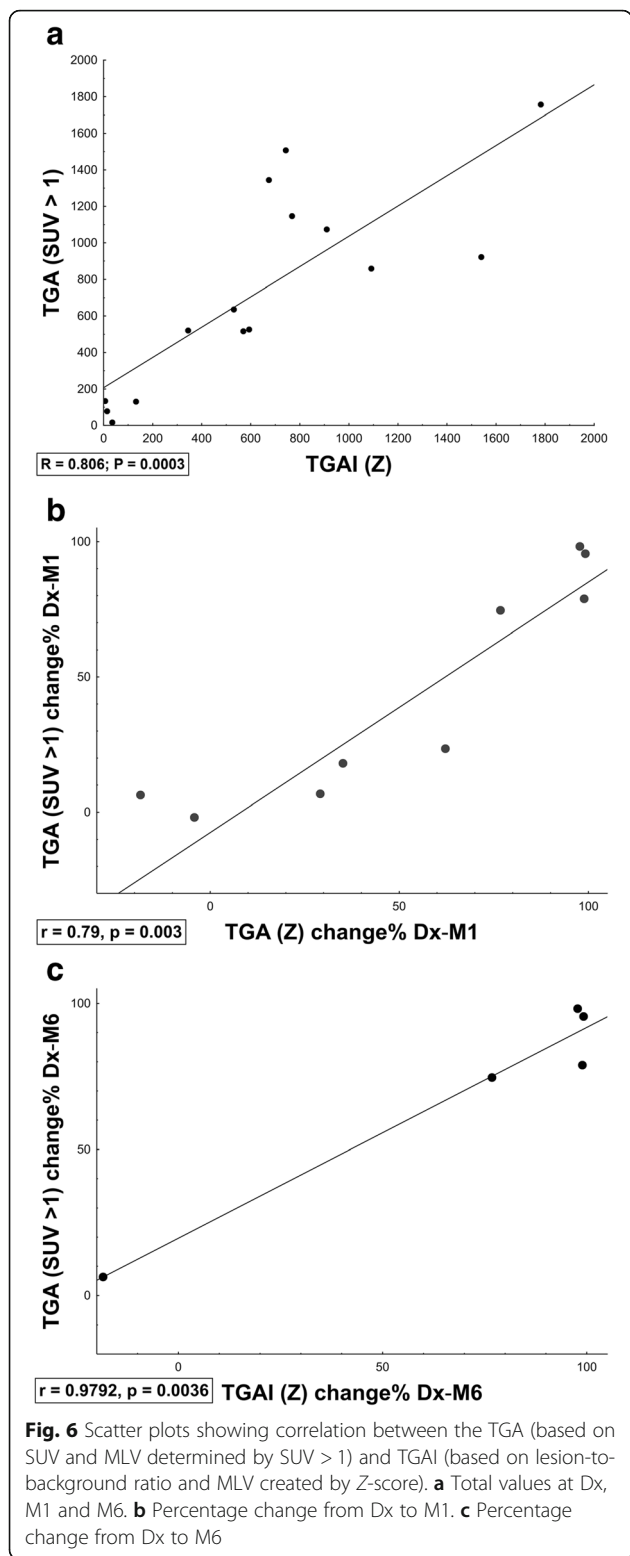 a
2000
1800
1600
1400
1200
1000
800
600
400
200
0
TGA (SUV > 1)
0 200 400 600 800 1000 1200 1400 1600 1800 2000
R = 0.806; P = 0.0003
TGAI (Z)
b
100
50
0
TGA (SUV >1) change% Dx-M1
0 50 100
r = 0.79, p = 0.003
TGA (Z) change% Dx-M1
c
100
50
0
TGA (SUV >1) change% Dx-M6
0 50 100
r = 0.9792, p = 0.0036
TGAI (Z) change% Dx-M6
Fig. 6 Scatter plots showing correlation between the TGA (based on
SUV and MLV determined by SUV > 1) and TGAI (based on lesion-to-
background ratio and MLV created by Z-score). a Total values at Dx,
M1 and M6. b Percentage change from Dx to M1. c Percentage
change from Dx to M6